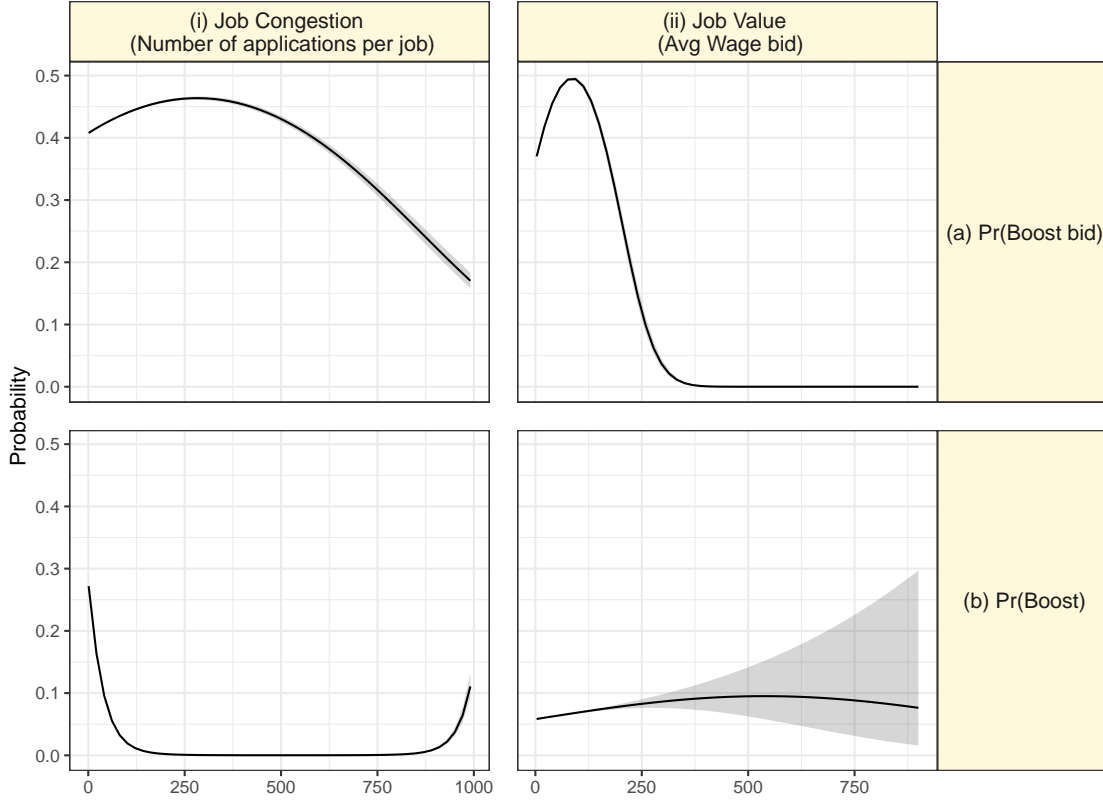 (i) Job Congestion
(Number of applications per job)
(ii) Job Value
(Avg Wage bid)
Probability
0.5
0.4
0.3
0.2
0.1
0.0
(a) Pr(Boost bid)
0.5
0.4
0.3
0.2
0.1
0.0
(b) Pr(Boost)
0 250 500 750 1000
0 250 500 750